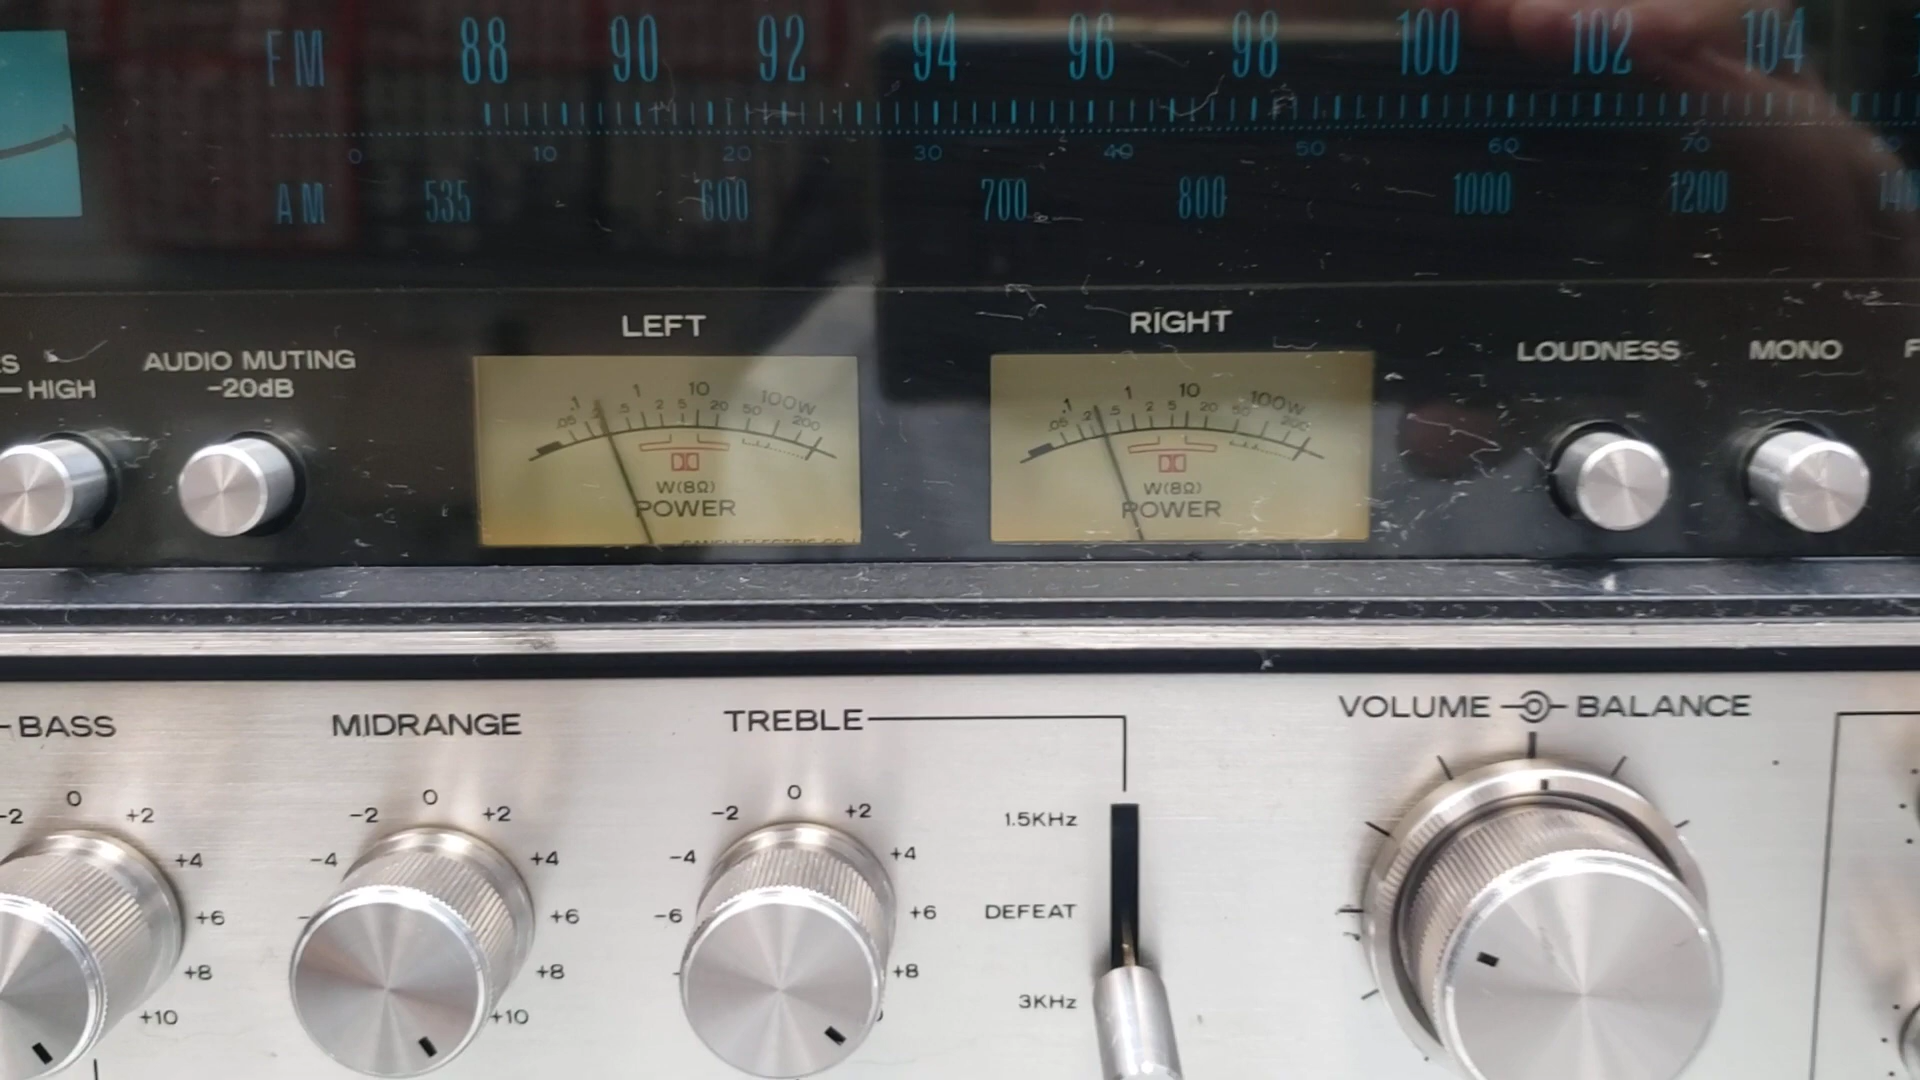 FM 88 90 92 94 96 98 100 102 104
0 10 20 30 40 50 60 70 80
AM 535 600 700 800 1000 1200
LEFT
RIGHT
HIGH
AUDIO MUTING
-20dB
LOUDNESS
MONO
.05 .1 .2 .5 1 2 5 10 20 50 100W 200
W(8Ω)
POWER
.05 .1 .2 .5 1 2 5 10 20 50 100W 200
W(8Ω)
POWER
BASS
-2 0 +2
+4
+6
+8
+10
MIDRANGE
-2 0 +2
-4 +4
+6
+8
+10
TREBLE
-2 0 +2
-4 +4
-6 +6
+8
1.5KHz
DEFEAT
3KHz
VOLUME BALANCE